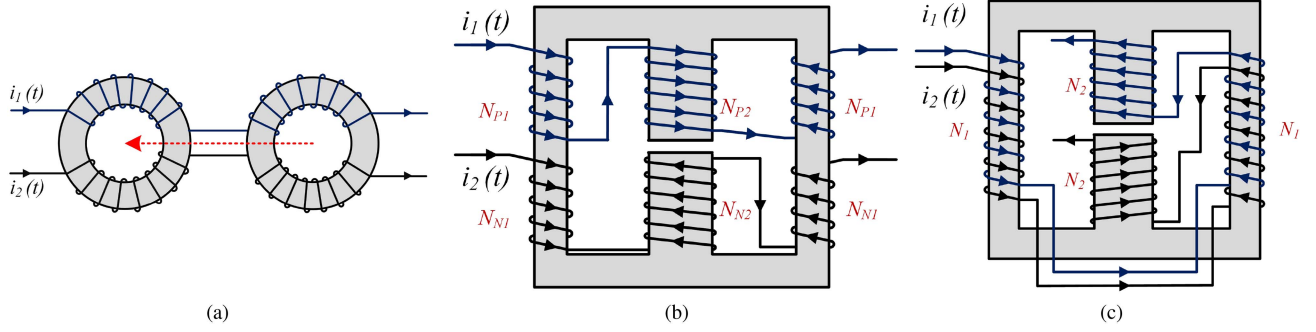 i1(t)
i2(t)
(a)
i1(t)
NP1
NP2
NP1
i2(t)
NN1
NN2
NN1
(b)
i1(t)
i2(t)
N2
N1
N1
N2
(c)